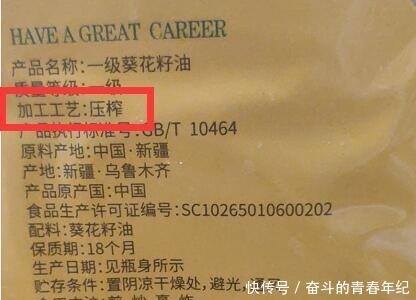 HAVE A GREAT CAREER
产品名称:一级葵花籽油
质量等级:一级
加工工艺:压榨
产品执行标准号:GB/T 10464
原料产地:中国·新疆
产地:新疆·乌鲁木齐
产品原产国:中国
食品生产许可证编号:SC10265010600202
配料:葵花籽油
保质期:18个月
生产日期:见瓶身所示
贮存条件:置阴凉干燥处,避光,通风
快传号 / 奋斗的青春年纪